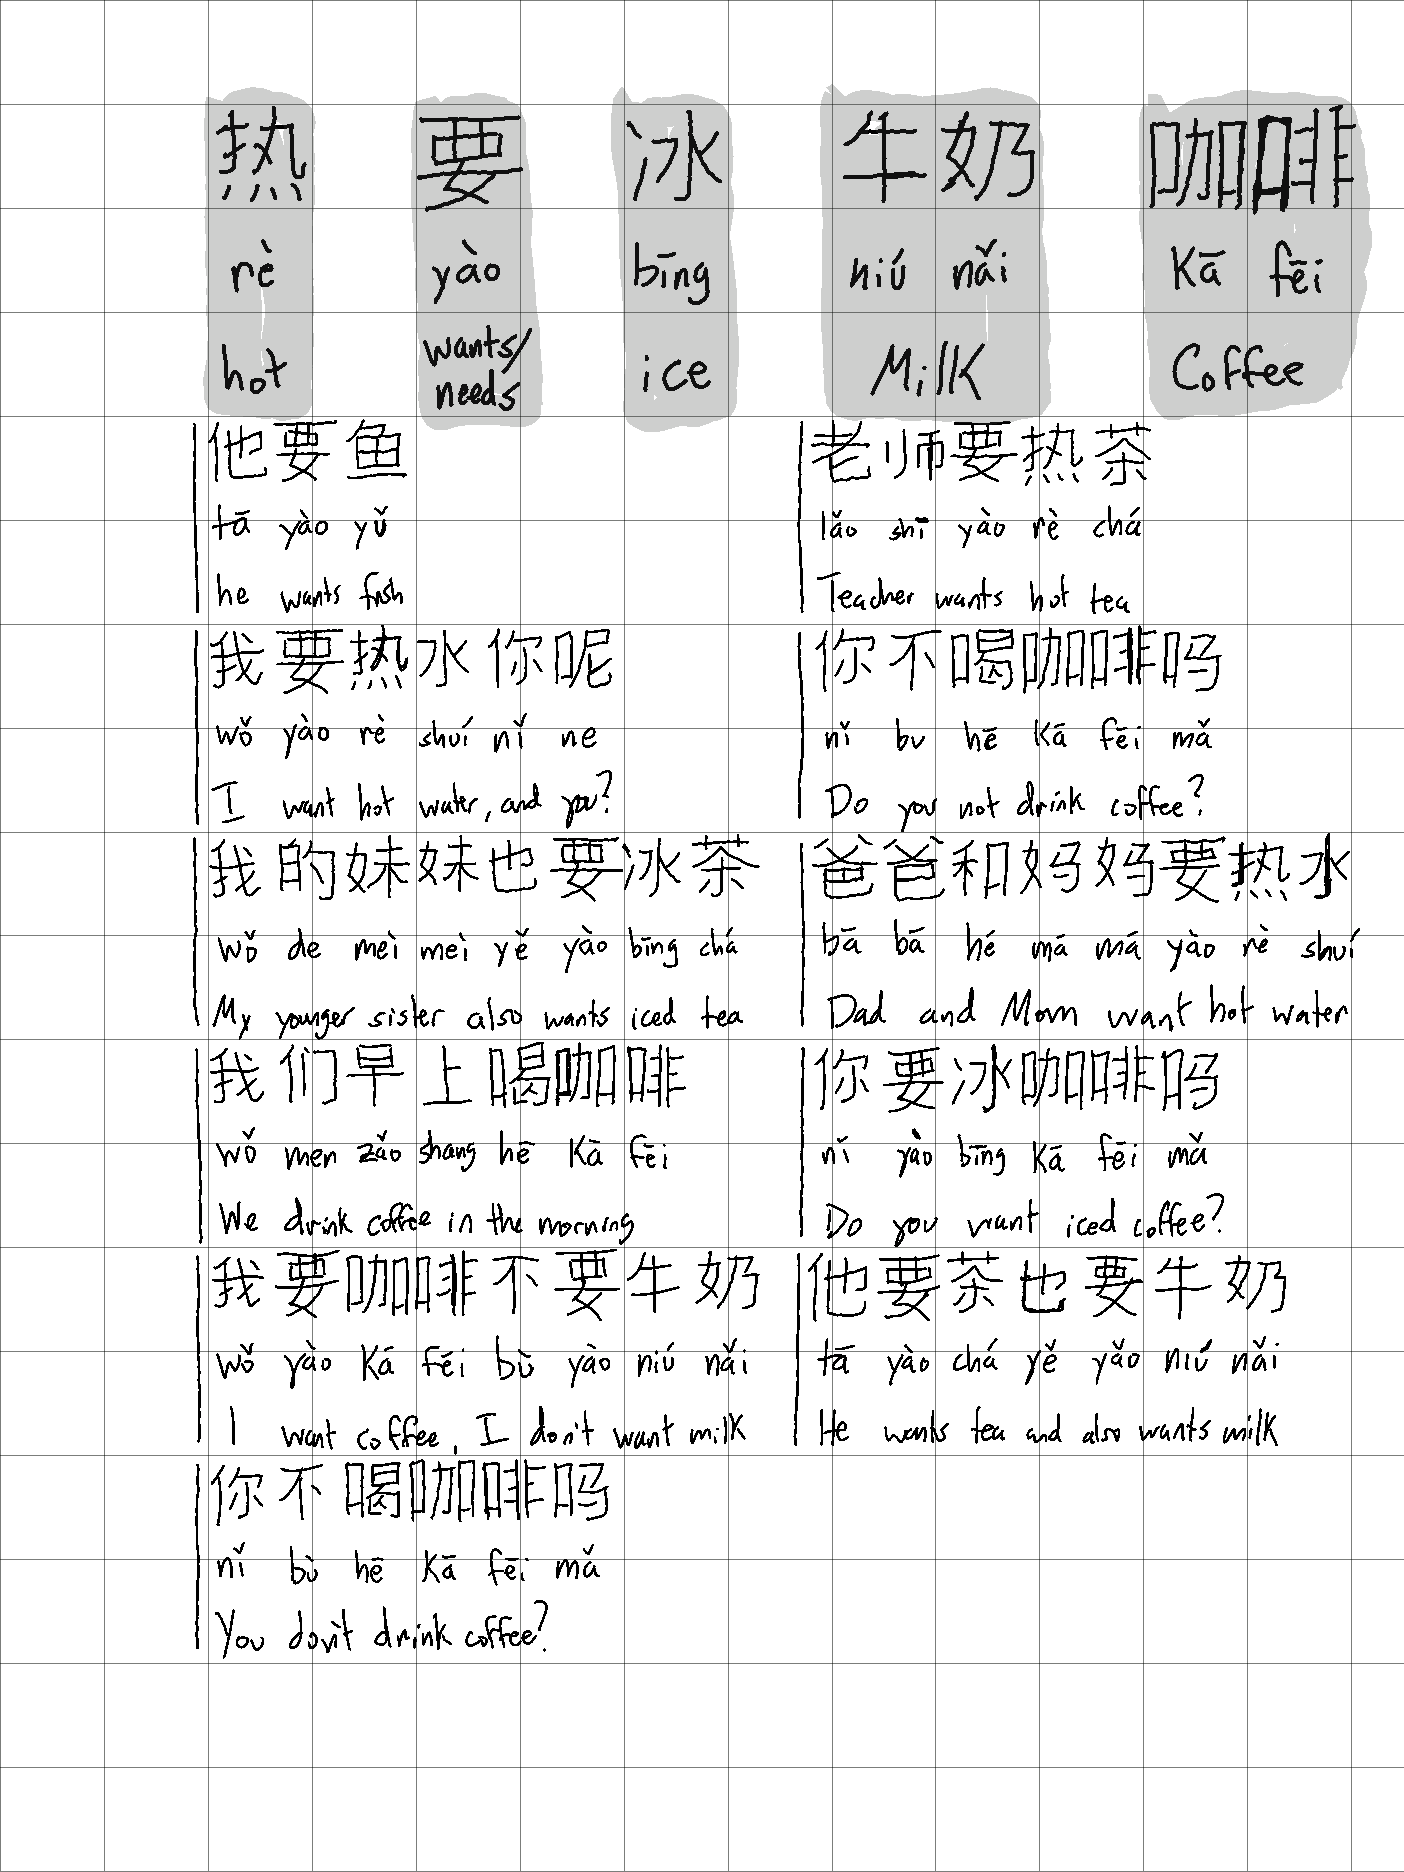 热 要 冰 牛奶 咖啡
rè yào bīng niú nǎi Kā fēi
hot wants/needs ice Milk Coffee
他要鱼
tā yào yǔ
he wants fish
我要热水你呢
wǒ yào rè shuí nǐ ne
I want hot water, and you?
我的妹妹也要冰茶
wǒ de meì meì yě yào bīng chá
My younger sister also wants iced tea
我们早上喝咖啡
wǒ men zǎo shang hē Kā fēi
We drink coffee in the morning
我要咖啡不要牛奶
wǒ yào Kā fēi bù yào niú nǎi
I want coffee, I don't want milk
你不喝咖啡吗
nǐ bù hē Kā fēi mǎ
You don't drink coffee?
老师要热茶
lǎo shī yào rè chá
Teacher wants hot tea
你不喝咖啡吗
nǐ bu hē Kā fēi mǎ
Do you not drink coffee?
爸爸和妈妈要热水
bā bā hé mā má yào rè shuí
Dad and Mom want hot water
你要冰咖啡吗
ní yào bīng Kā fēi mǎ
Do you want iced coffee?
他要茶也要牛奶
tā yào chá yě yǎo niú nǎi
He wants tea and also wants milk